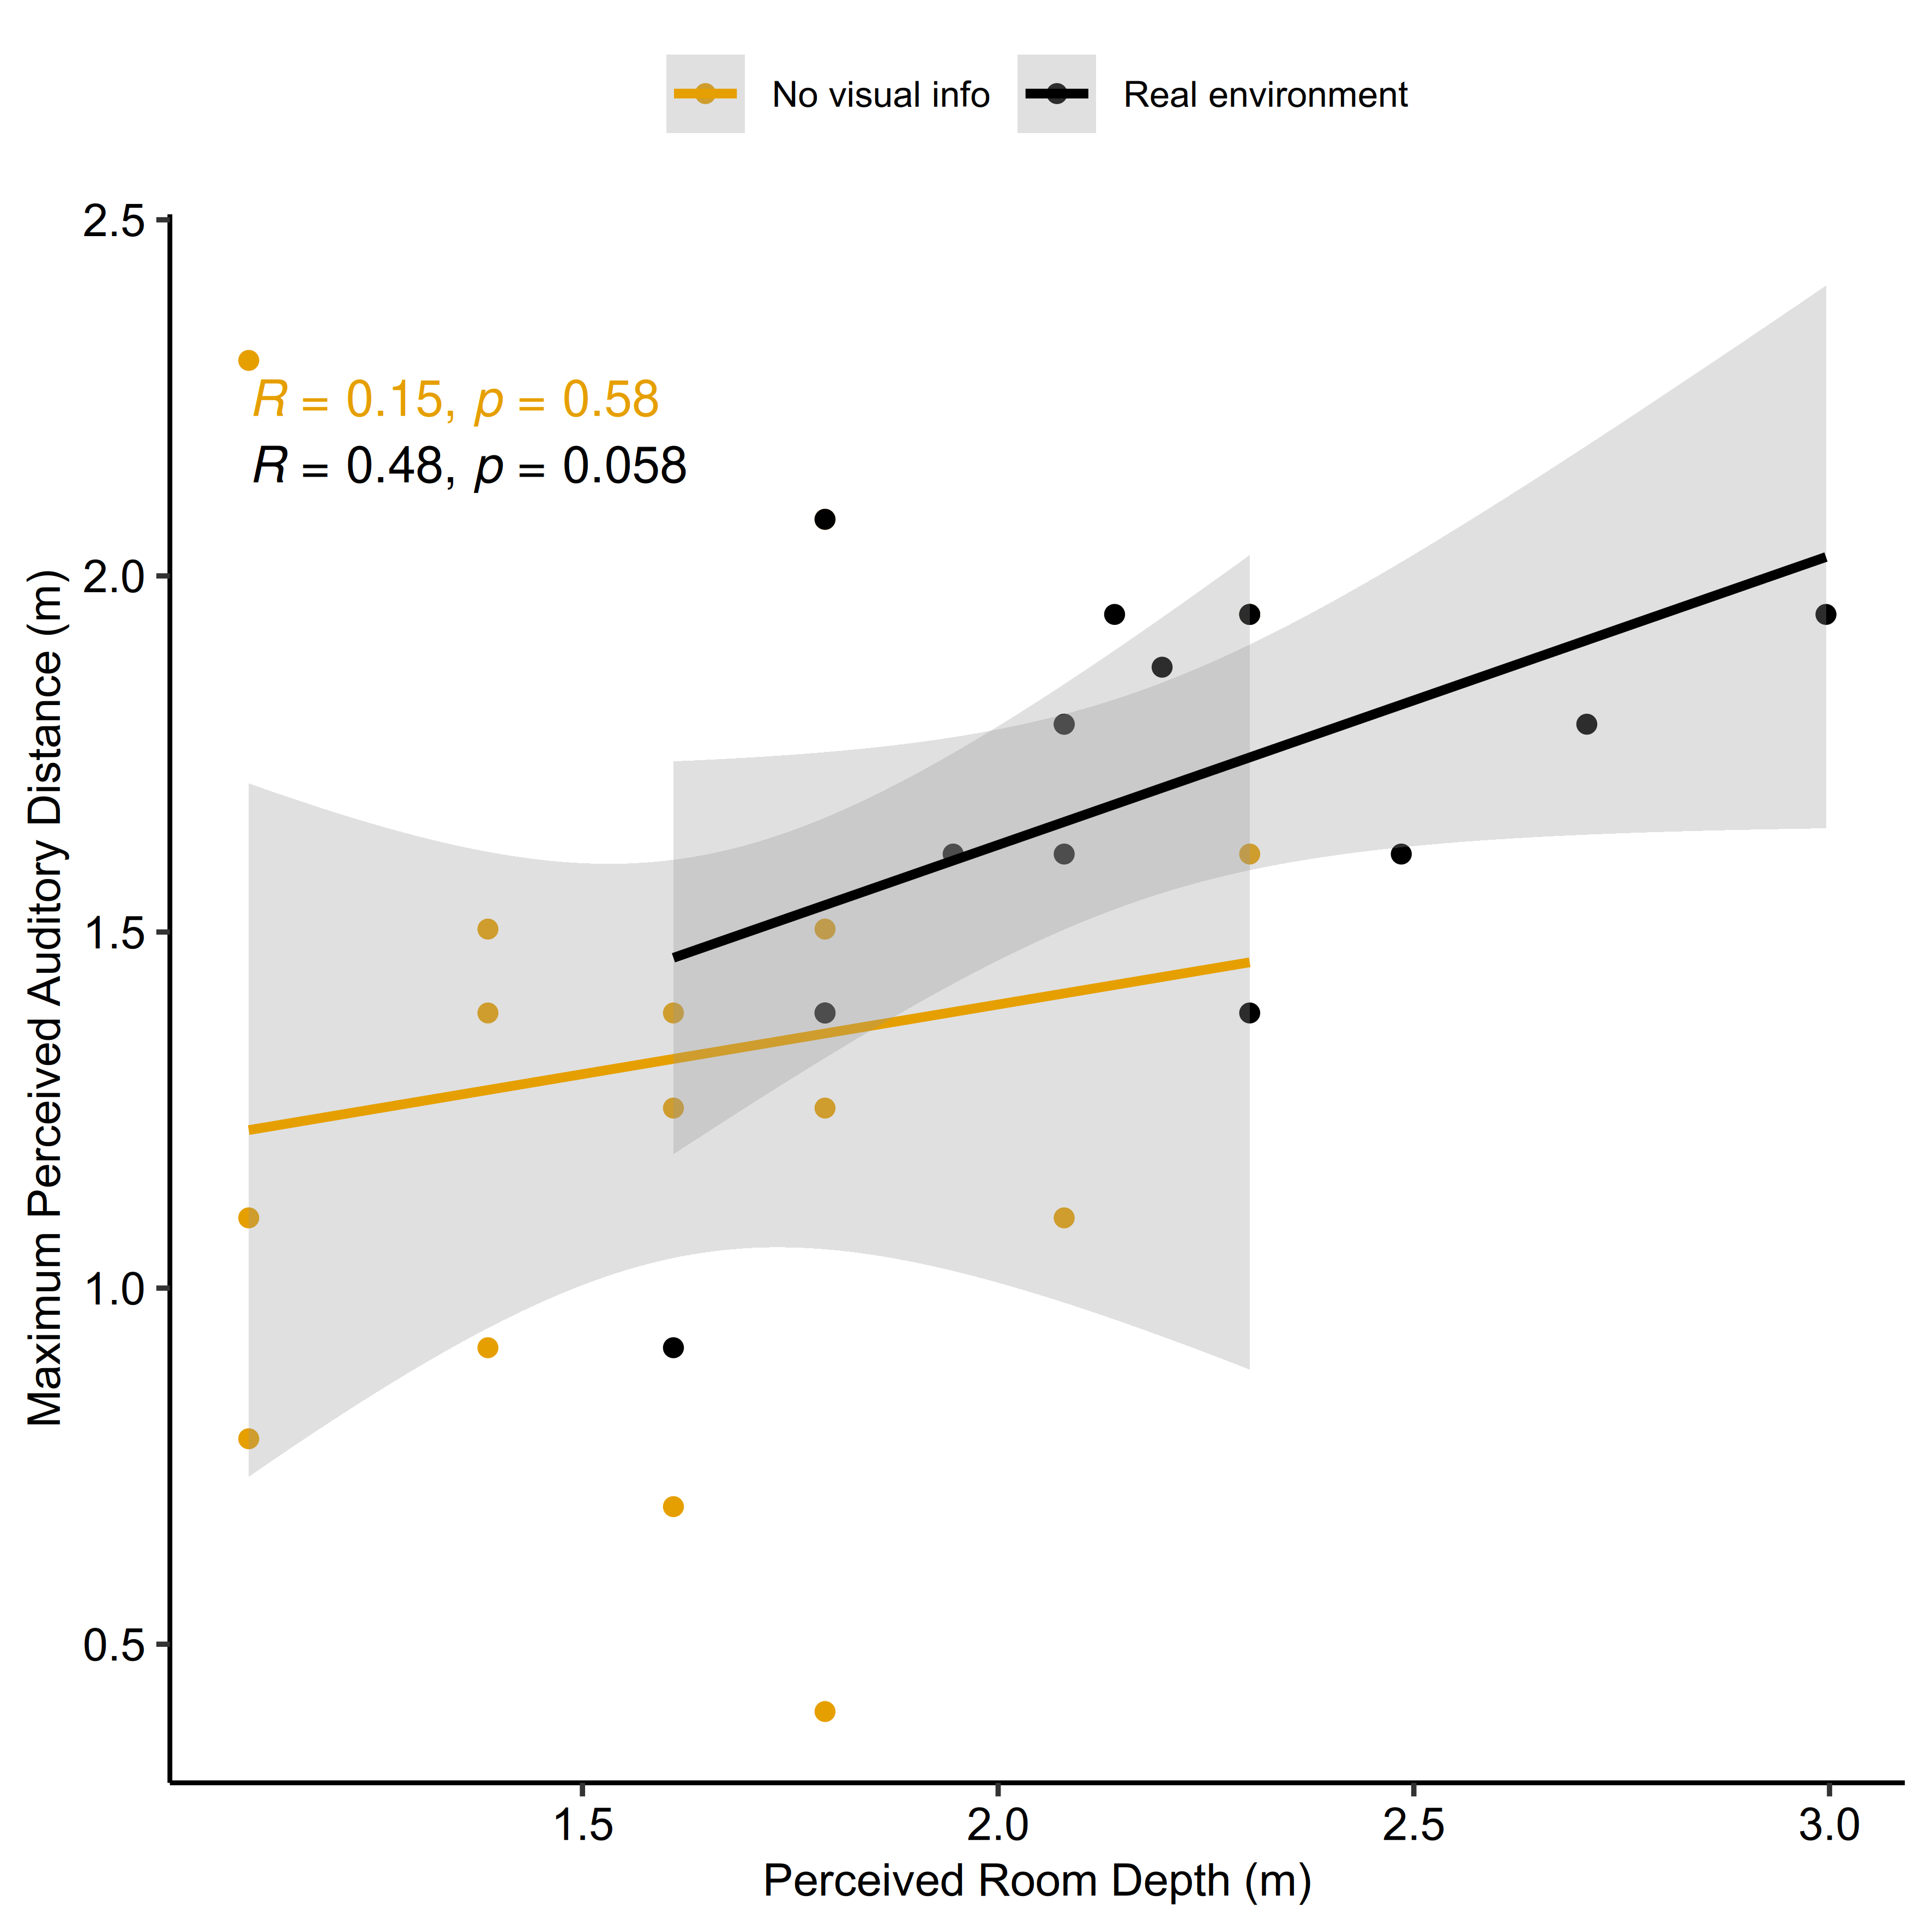 No visual info
Real environment
2.5
R = 0.15, p = 0.58
R = 0.48, p = 0.058
2.0
1.5
1.0
0.5
Maximum Perceived Auditory Distance (m)
1.5 2.0 2.5 3.0
Perceived Room Depth (m)